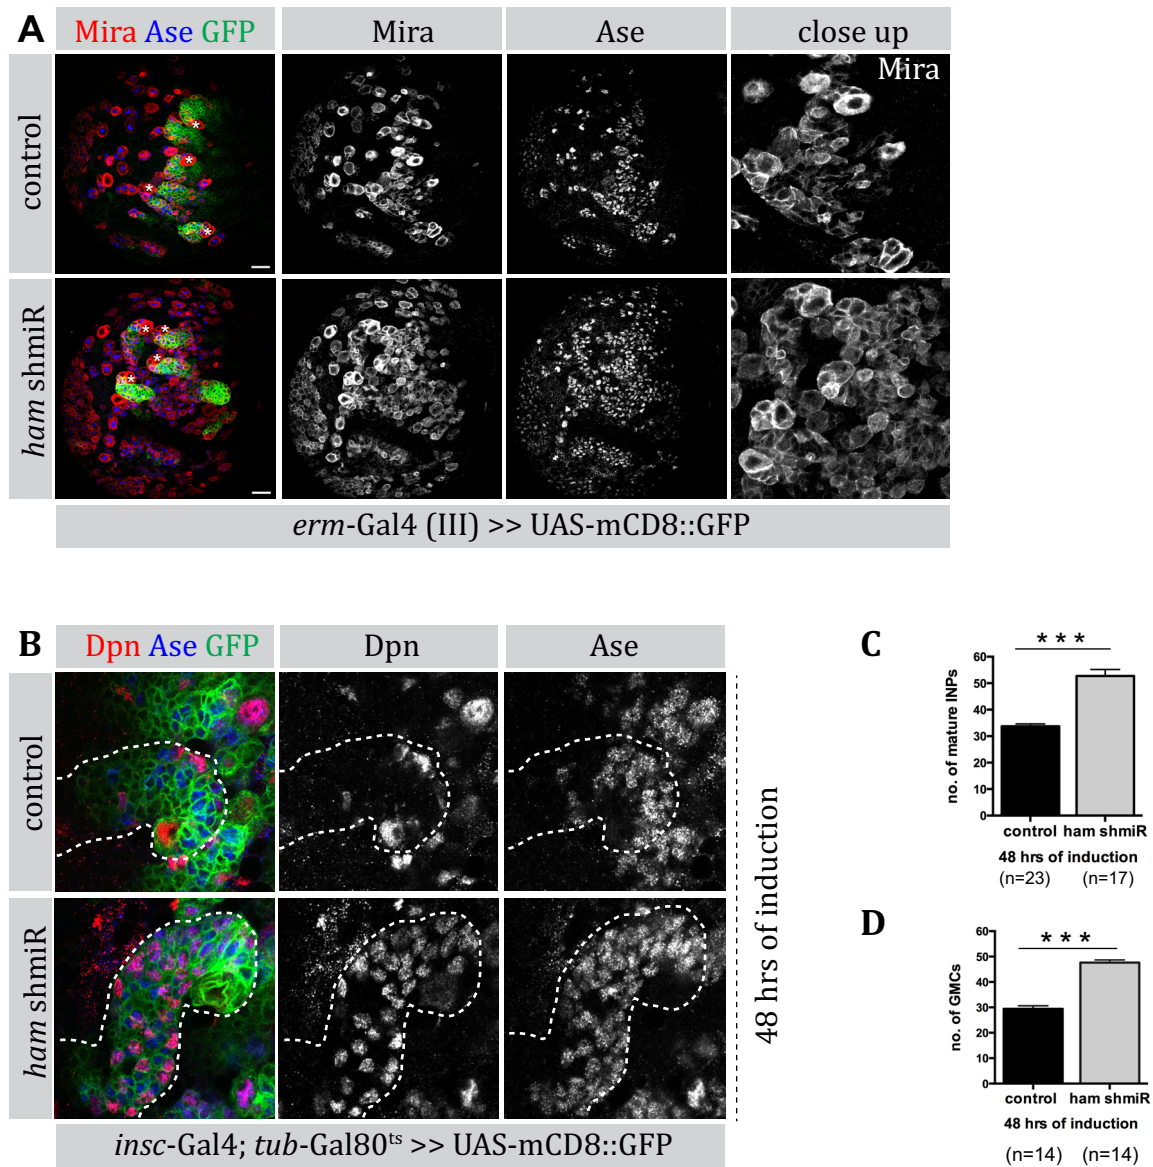 A
Mira Ase GFP
Mira
Ase
close up
Mira
control
*
*
*
*
ham shmiR
* *
*
*
erm-Gal4 (III) >> UAS-mCD8::GFP
B
Dpn Ase GFP
Dpn
Ase
control
ham shmiR
48 hrs of induction
insc-Gal4; tub-Gal80ts >> UAS-mCD8::GFP
C
* * *
no. of mature INPs
60
50
40
30
20
10
0
control ham shmiR
48 hrs of induction
(n=23) (n=17)
D
* * *
no. of GMCs
60
50
40
30
20
10
0
control ham shmiR
48 hrs of induction
(n=14) (n=14)